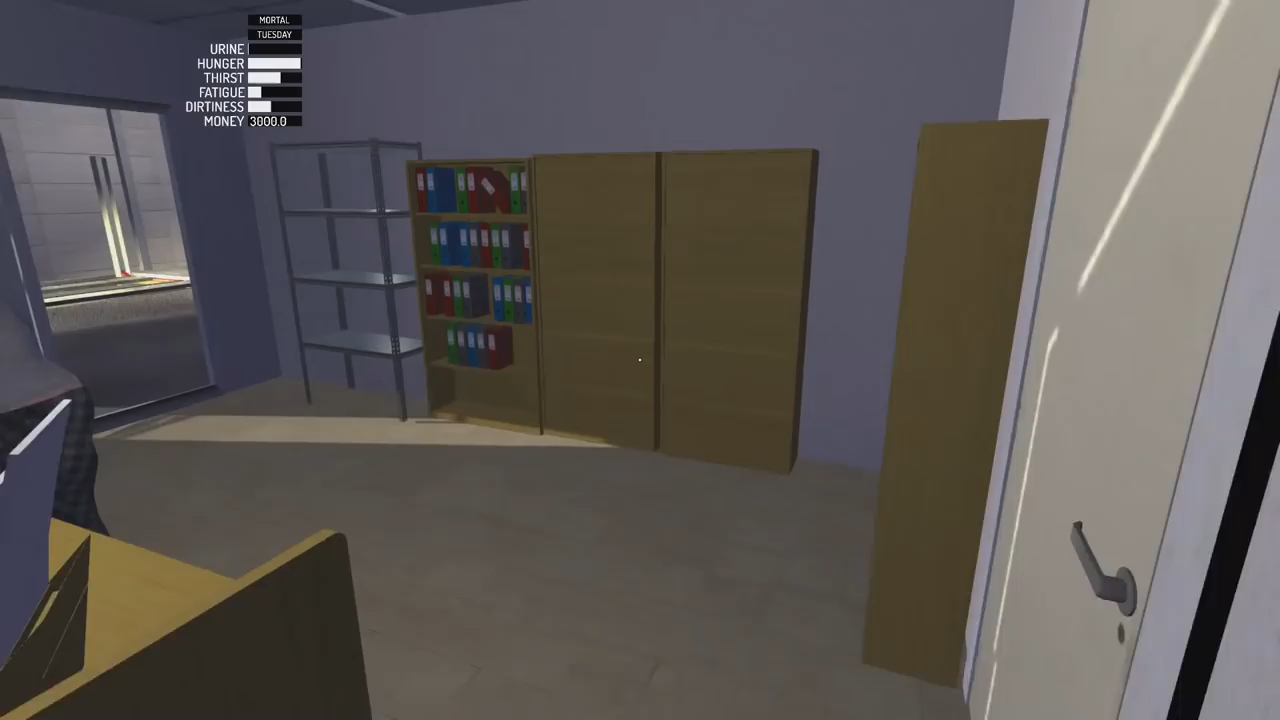 MORTAL
TUESDAY
URINE
HUNGER
THIRST
FATIGUE
DIRTINESS
MONEY 3000.0